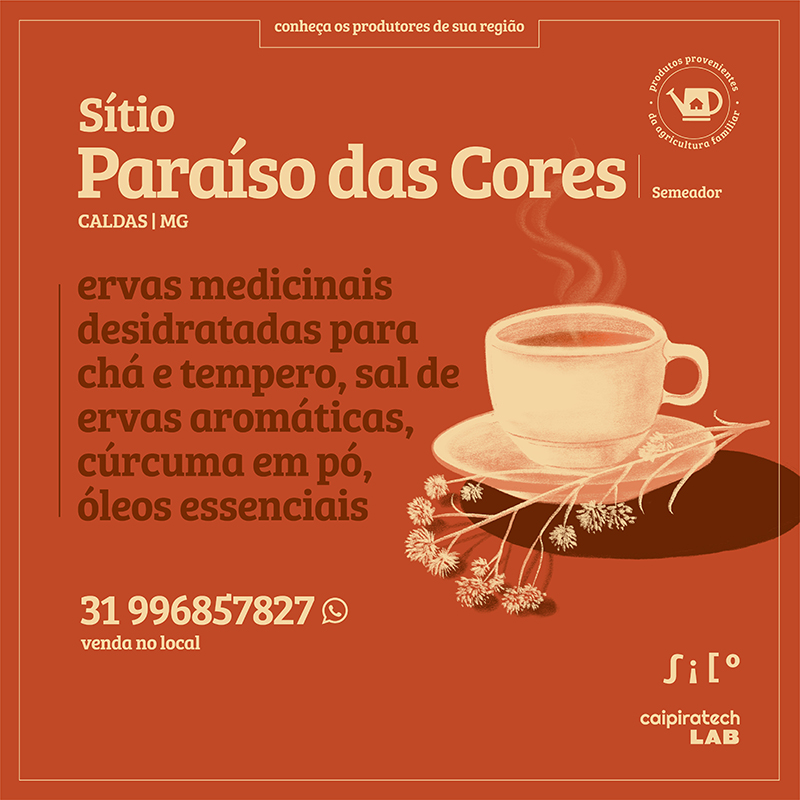 conheça os produtores de sua região
produtos provenientes
da agricultura familiar
Sítio
Paraíso das Cores
Semeador
CALDAS | MG
ervas medicinais
desidratadas para
chá e tempero, sal de
ervas aromáticas,
cúrcuma em pó,
óleos essenciais
31 996857827
venda no local
caipiratech
LAB